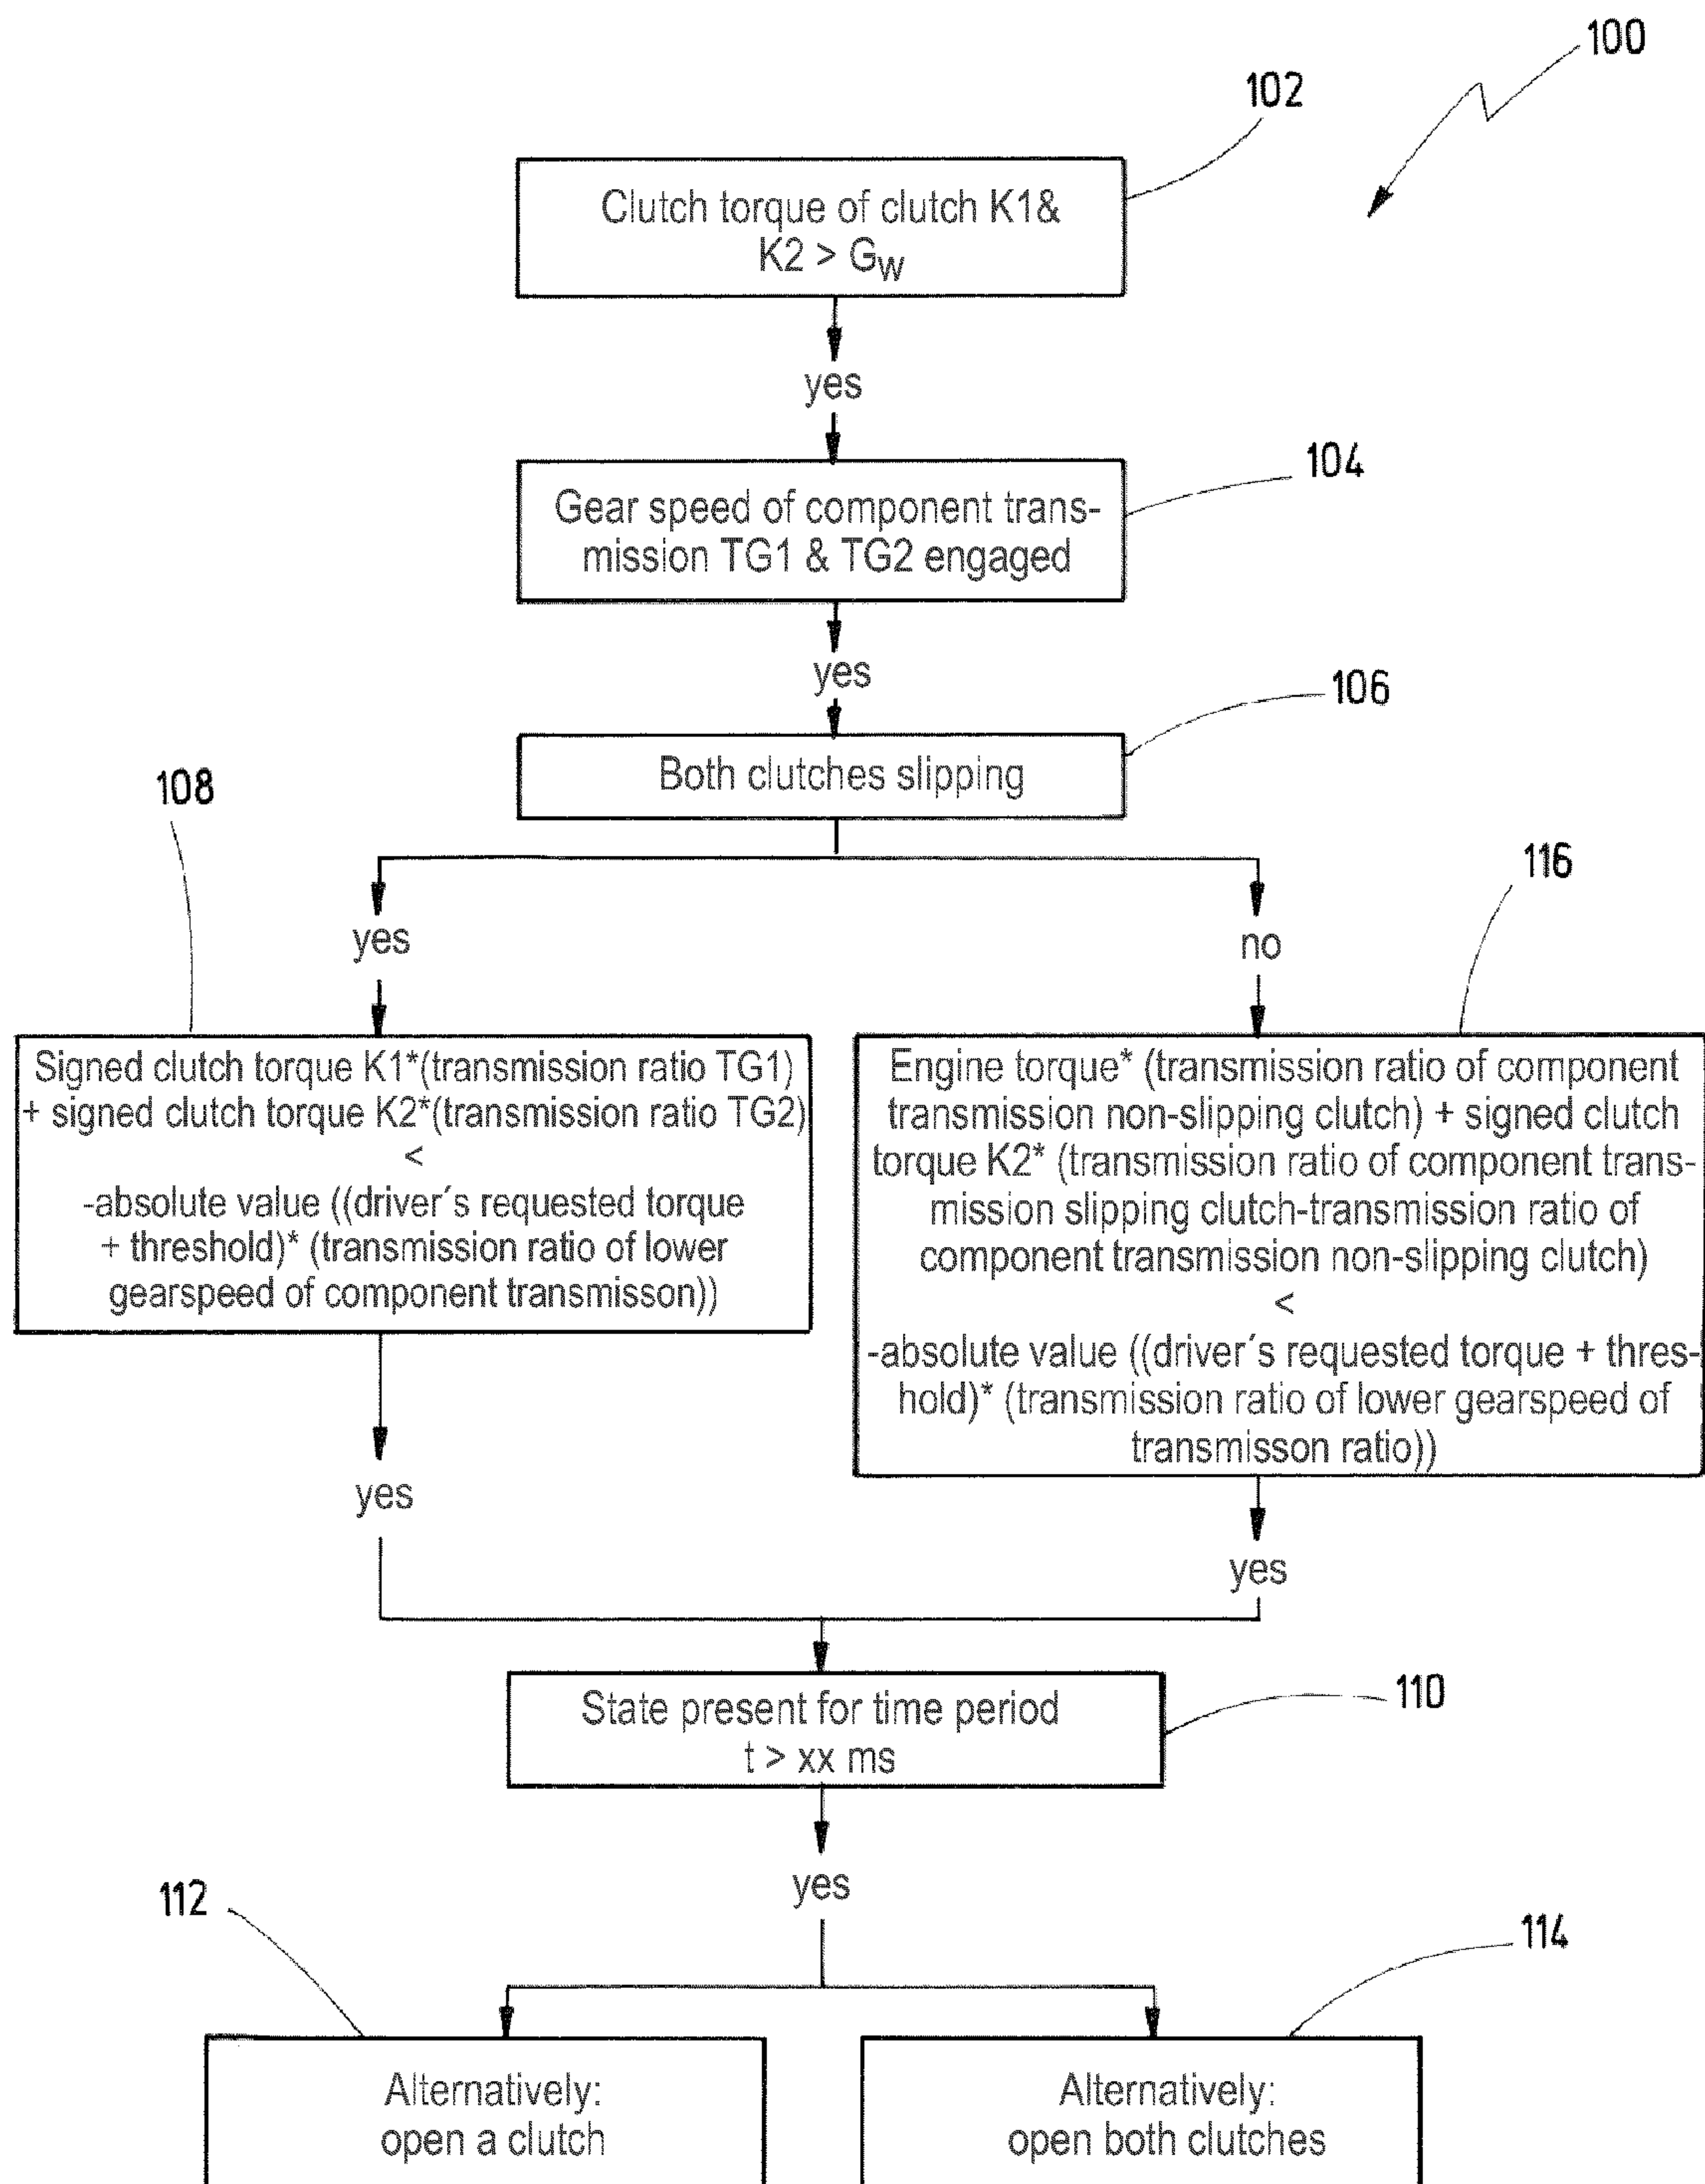 100
102
Clutch torque of clutch K1&
K2 > GW
yes
104
Gear speed of component trans-
mission TG1 & TG2 engaged
yes
106
Both clutches slipping
108
116
yes
no
Signed clutch torque K1*(transmission ratio TG1)
+ signed clutch torque K2*(transmission ratio TG2)
<
-absolute value ((driver´s requested torque
+ threshold)* (transmission ratio of lower
gearspeed of component transmisson))
Engine torque* (transmission ratio of component
transmission non-slipping clutch) + signed clutch
torque K2* (transmission ratio of component trans-
mission slipping clutch-transmission ratio of
component transmission non-slipping clutch)
<
-absolute value ((driver´s requested torque + thres-
hold)* (transmission ratio of lower gearspeed of
transmisson ratio))
yes
yes
110
State present for time period
t > xx ms
yes
112
114
Alternatively:
open a clutch
Alternatively:
open both clutches